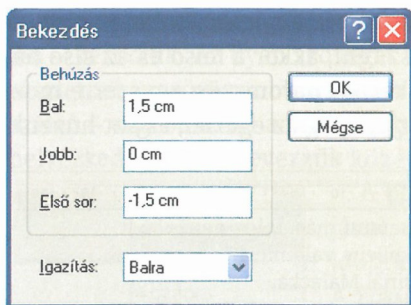 Bekezdés
Behúzás
Bal: 1,5 cm
Jobb: 0 cm
Első sor: -1,5 cm
Igazítás: Balra
OK
Mégse